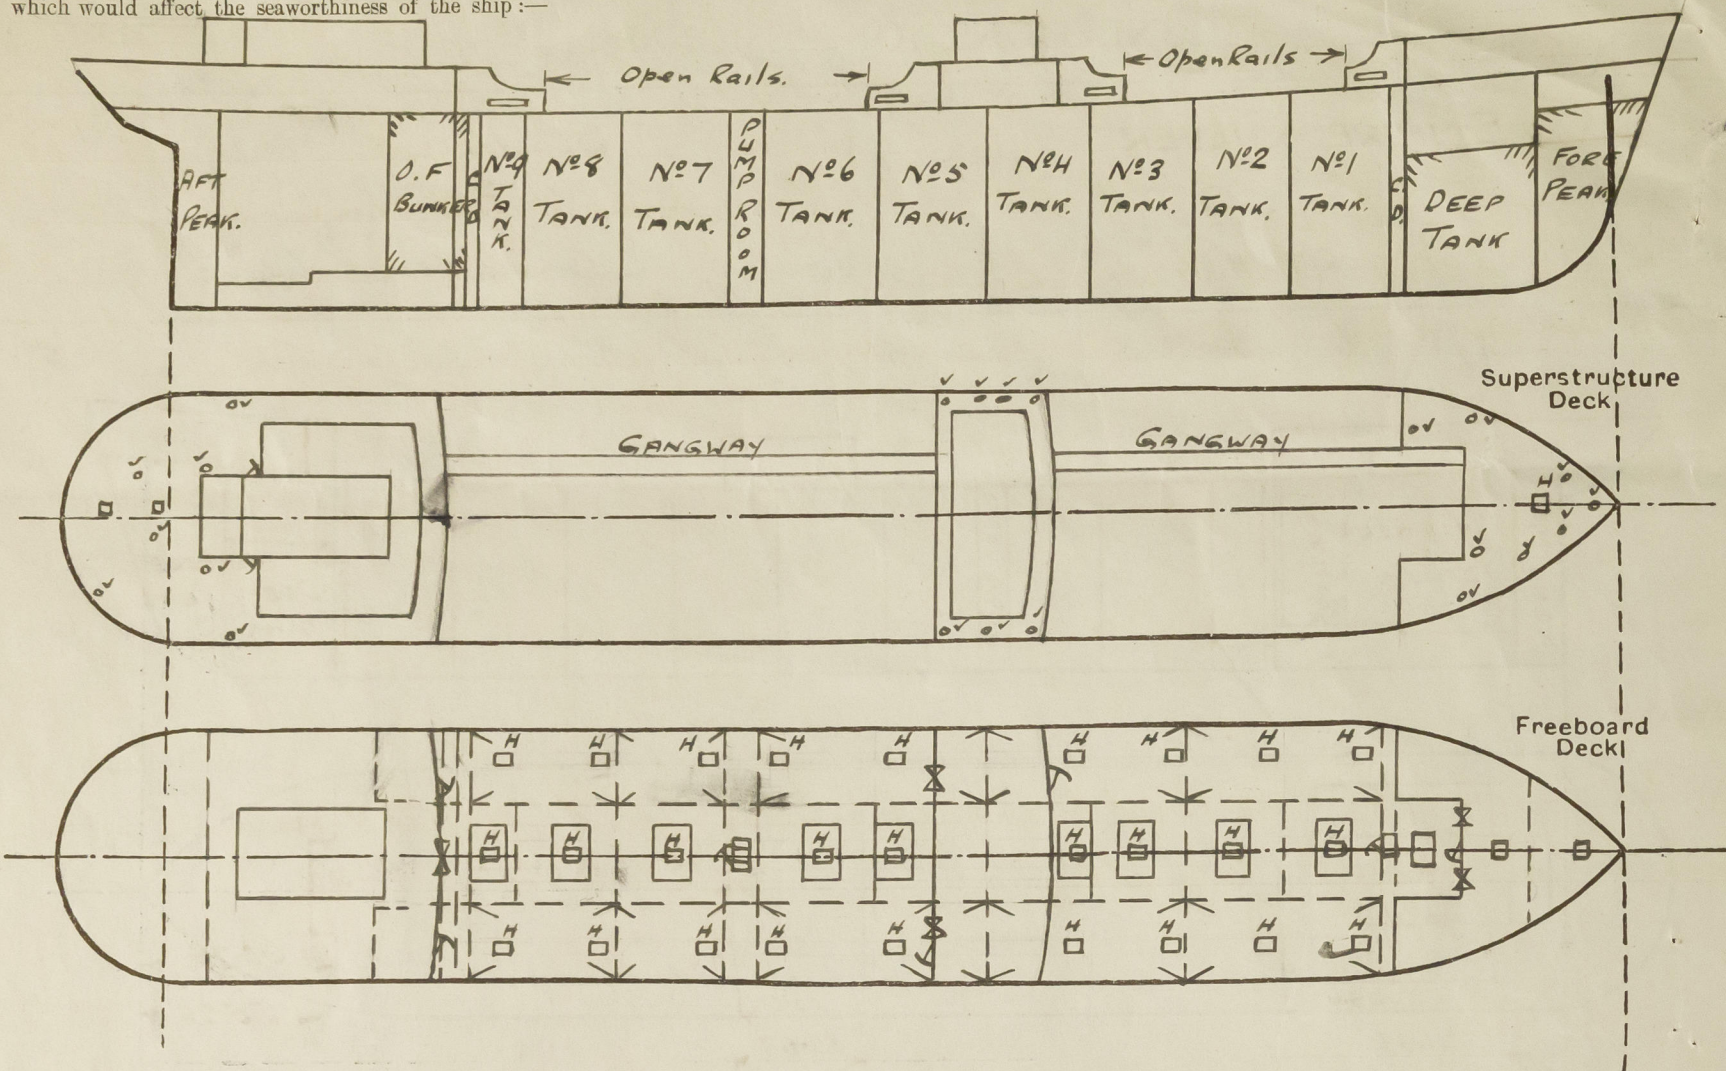 which would affect the seaworthiness of the ship :—
Open Rails.
Open Rails
AFT
PEAK.
O.F
BUNKER
Nº9
TANK.
Nº8
TANK.
Nº7
TANK.
PUMP ROOM
Nº6
TANK.
Nº5
TANK.
Nº4
TANK.
Nº3
TANK.
Nº2
TANK.
Nº1
TANK.
C.D.
DEEP
TANK
FORE
PEAK
Superstructure
Deck
GANGWAY
GANGWAY
H
Freeboard
Deck
H H H H H H H H H
H H H H H H H H H H
H H H H H H H H H